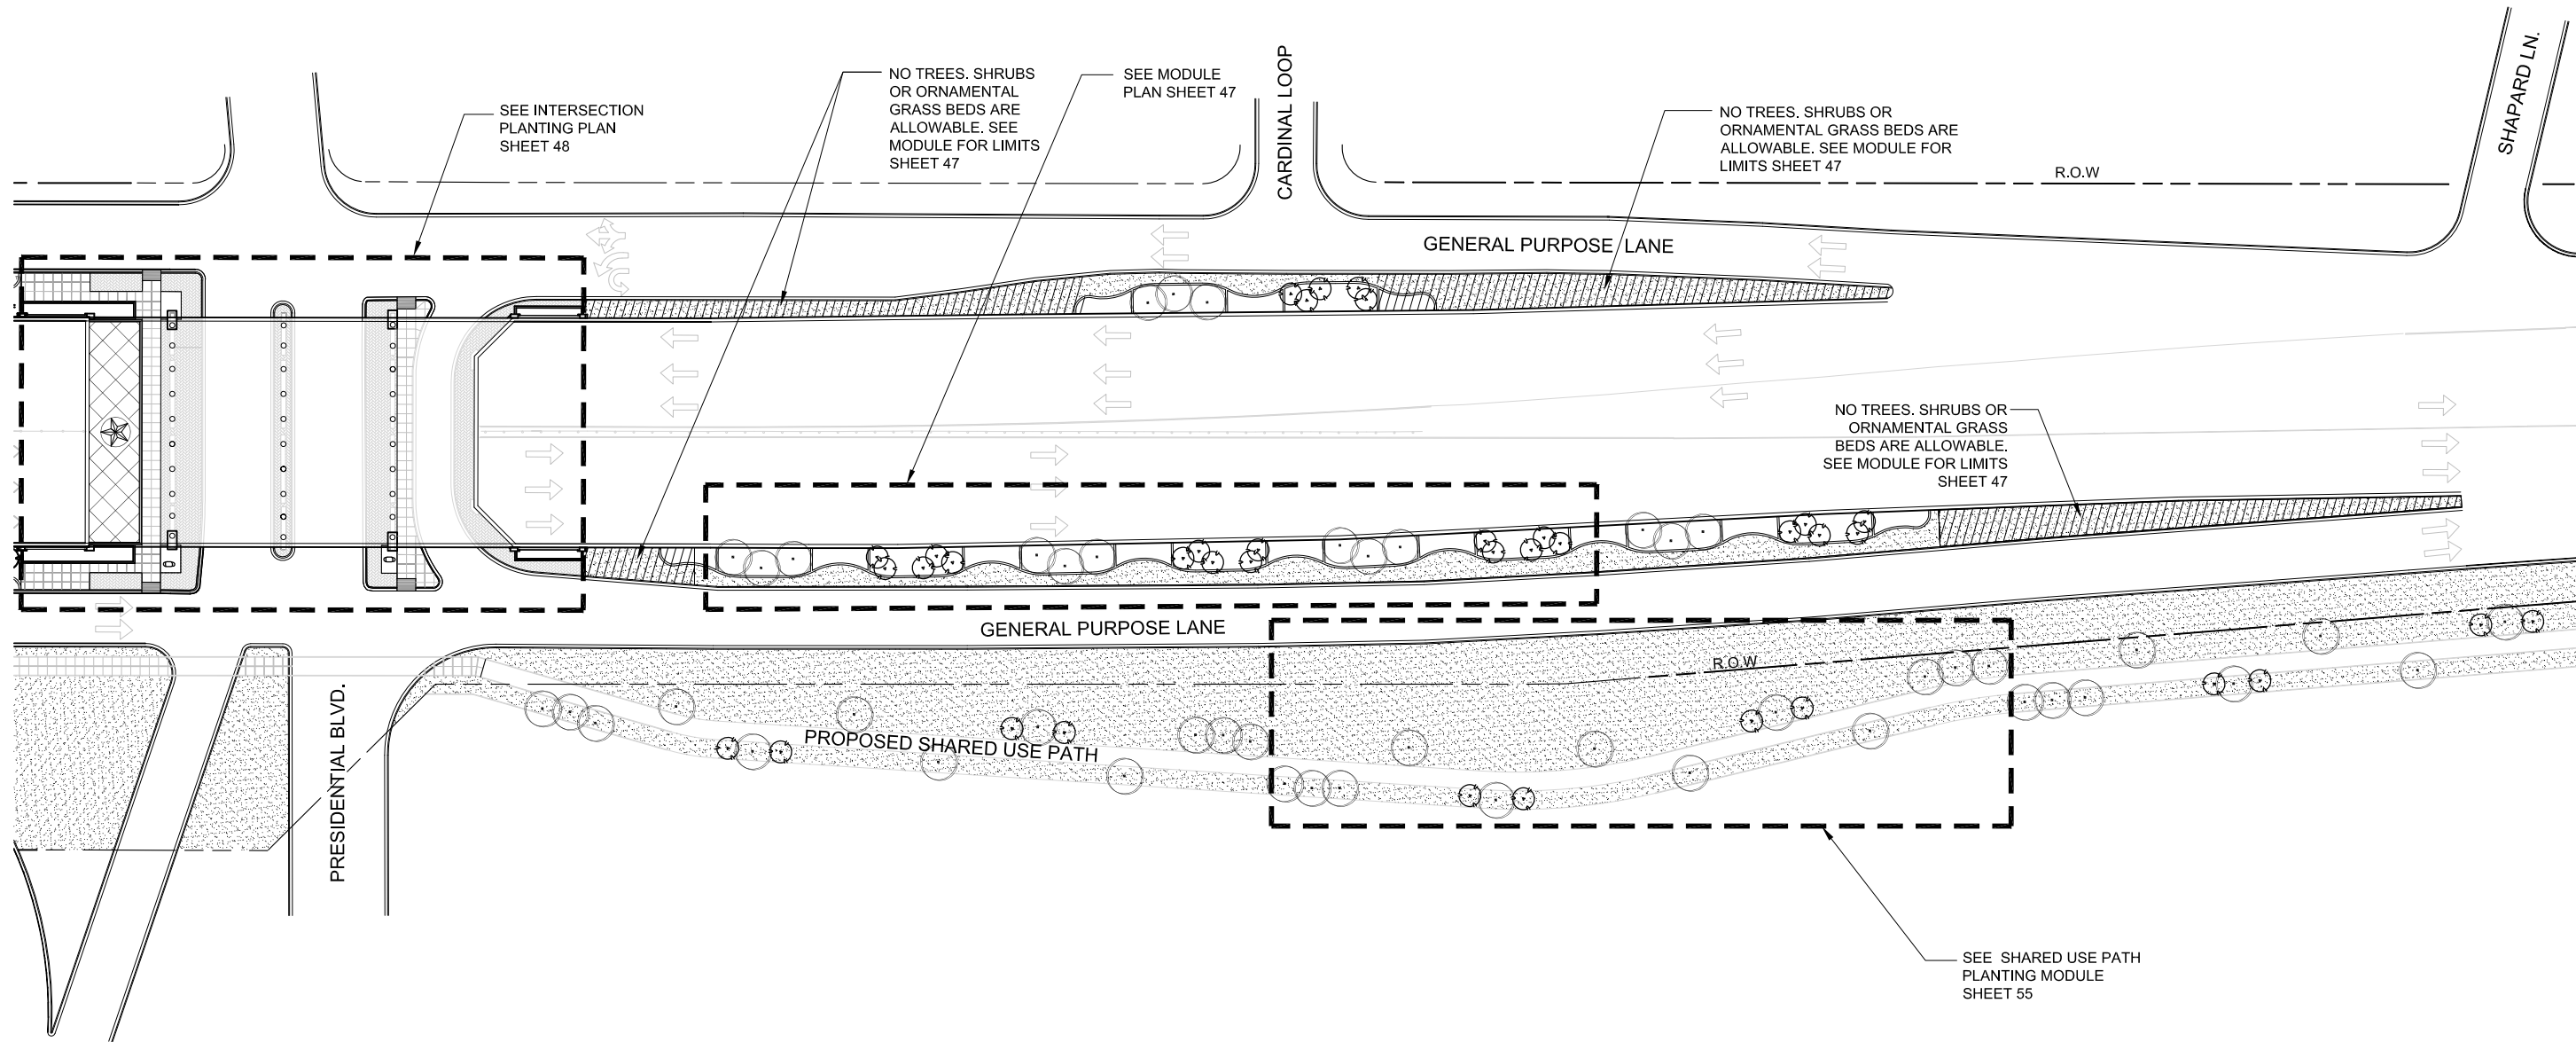 SEE INTERSECTION
PLANTING PLAN
SHEET 48
NO TREES. SHRUBS
OR ORNAMENTAL
GRASS BEDS ARE
ALLOWABLE. SEE
MODULE FOR LIMITS
SHEET 47
SEE MODULE
PLAN SHEET 47
CARDINAL LOOP
NO TREES. SHRUBS OR
ORNAMENTAL GRASS BEDS ARE
ALLOWABLE. SEE MODULE FOR
LIMITS SHEET 47
R.O.W
SHAPARD LN.
GENERAL PURPOSE LANE
NO TREES. SHRUBS OR
ORNAMENTAL GRASS
BEDS ARE ALLOWABLE.
SEE MODULE FOR LIMITS
SHEET 47
GENERAL PURPOSE LANE
R.O.W
PROPOSED SHARED USE PATH
PRESIDENTIAL BLVD.
SEE SHARED USE PATH
PLANTING MODULE
SHEET 55